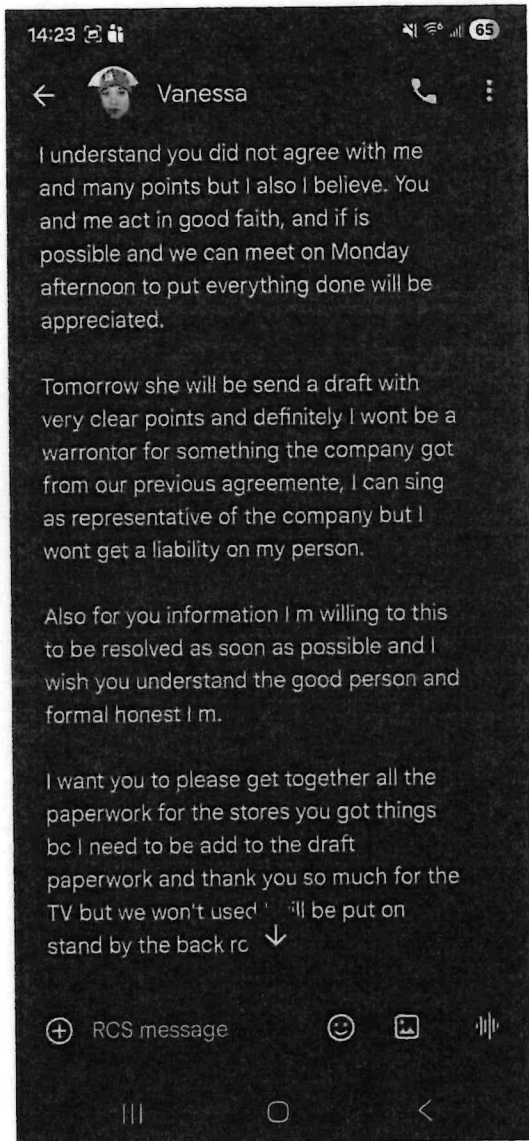 14:23
65
Vanessa
I understand you did not agree with me
and many points but I also I believe. You
and me act in good faith, and if is
possible and we can meet on Monday
afternoon to put everything done will be
appreciated.
Tomorrow she will be send a draft with
very clear points and definitely I wont be a
warrontor for something the company got
from our previous agreemente, I can sing
as representative of the company but I
wont get a liability on my person.
Also for you information I m willing to this
to be resolved as soon as possible and I
wish you understand the good person and
formal honest I m.
I want you to please get together all the
paperwork for the stores you got things
bc I need to be add to the draft
paperwork and thank you so much for the
TV but we won't used be put on
stand by the back
RCS message